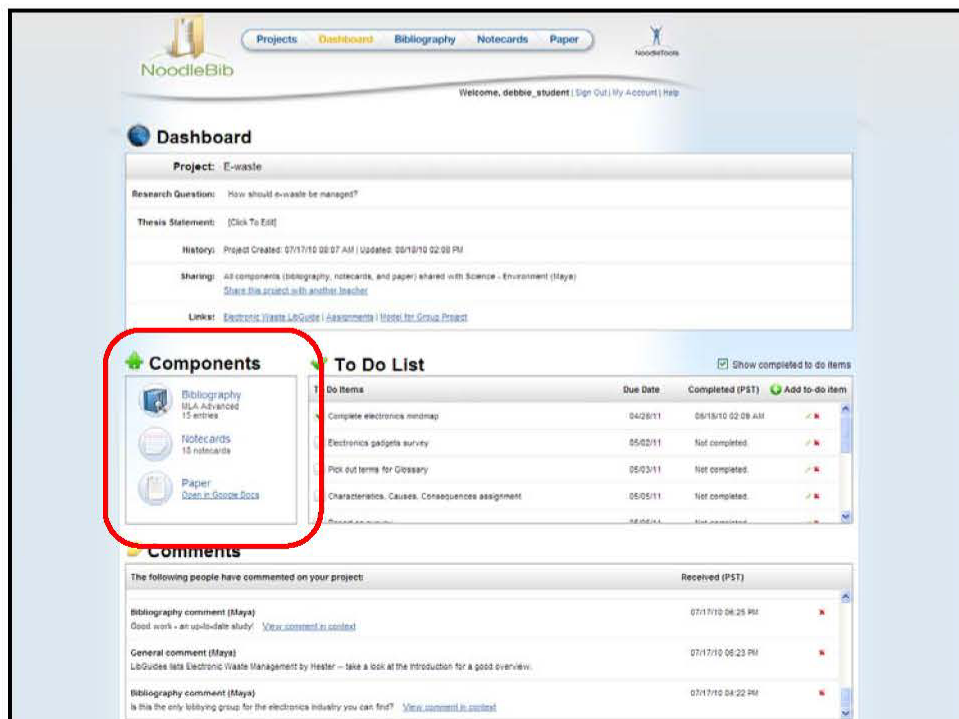 Projects Dashboard Bibliography Notecards Paper
NoodleTools
NoodleBib
Welcome, debbie_student | Sign Out | My Account | Help
Dashboard
Project: E-waste
Research Question: How should e-waste be managed?
Thesis Statement: [Click To Edit]
History: Project Created: 07/17/10 08:07 AM | Updated: 08/18/10 02:08 PM
Sharing: All components (bibliography, notecards, and paper) shared with Science - Environment (Maya)
Share this project with another teacher
Links: Electronic Waste LibGuide | Assignments | Model for Group Project
Components
To Do List
Show completed to do items
Do Items Due Date Completed (PST) Add to-do item
Bibliography
MLA Advanced
15 entries
Notecards
18 notecards
Paper
Open in Google Docs
Complete electronics mindmap 04/28/11 08/18/10 02:09 AM
Electronics gadgets survey 05/02/11 Not completed.
Pick out terms for Glossary 05/03/11 Not completed.
Characteristics, Causes, Consequences assignment 05/05/11 Not completed.
Comments
The following people have commented on your project: Received (PST)
Bibliography comment (Maya) 07/17/10 06:25 PM
Good work - an up-to-date study! View comment in context
General comment (Maya) 07/17/10 06:23 PM
LibGuides lists Electronic Waste Management by Hester -- take a look at the Introduction for a good overview.
Bibliography comment (Maya) 07/17/10 04:22 PM
Is this the only lobbying group for the electronics industry you can find? View comment in context